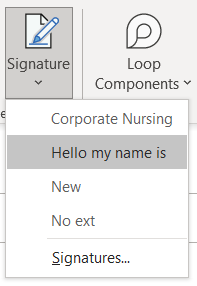 Signature
Loop
Components
Corporate Nursing
Hello my name is
New
No ext
Signatures...